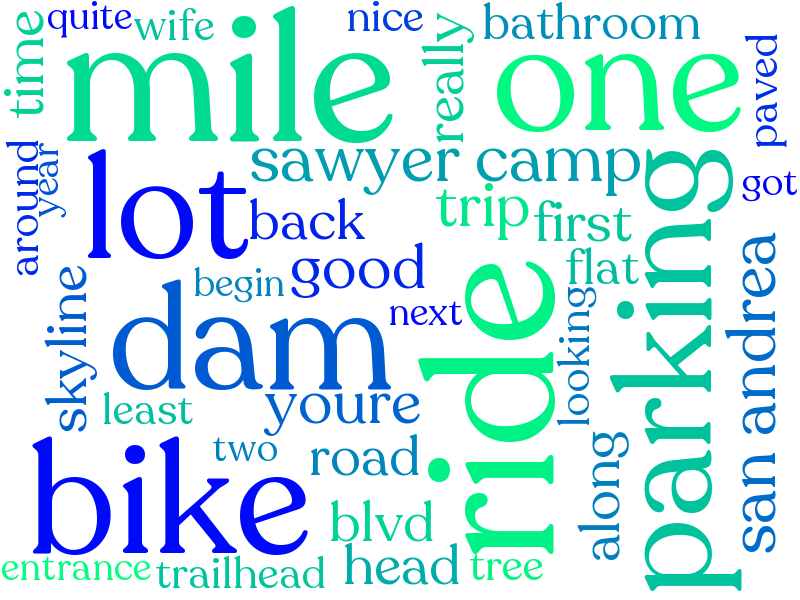 quite
wife
nice
bathroom
time
mile
really
one
paved
around
year
lot
sawyer camp
parking
got
back
trip
first
good
flat
begin
next
skyline
dam
ride
looking
san andrea
least
youre
two
road
along
bike
blvd
entrance
trailhead
head
tree